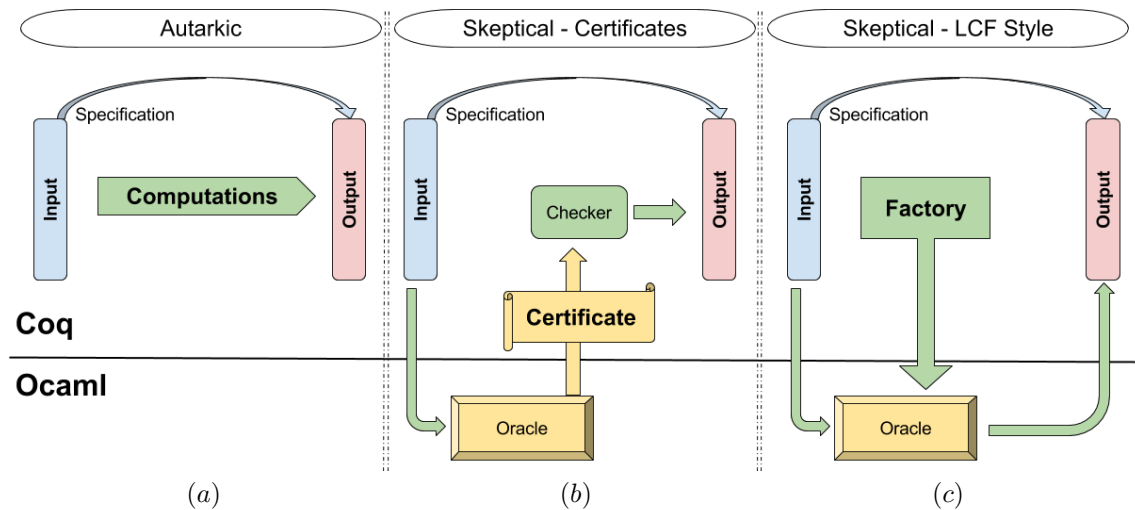 Autarkic
Skeptical - Certificates
Skeptical - LCF Style
Specification
Input
Computations
Output
Specification
Input
Checker
Output
Certificate
Oracle
Specification
Input
Factory
Output
Oracle
Coq
Ocaml
(a)
(b)
(c)